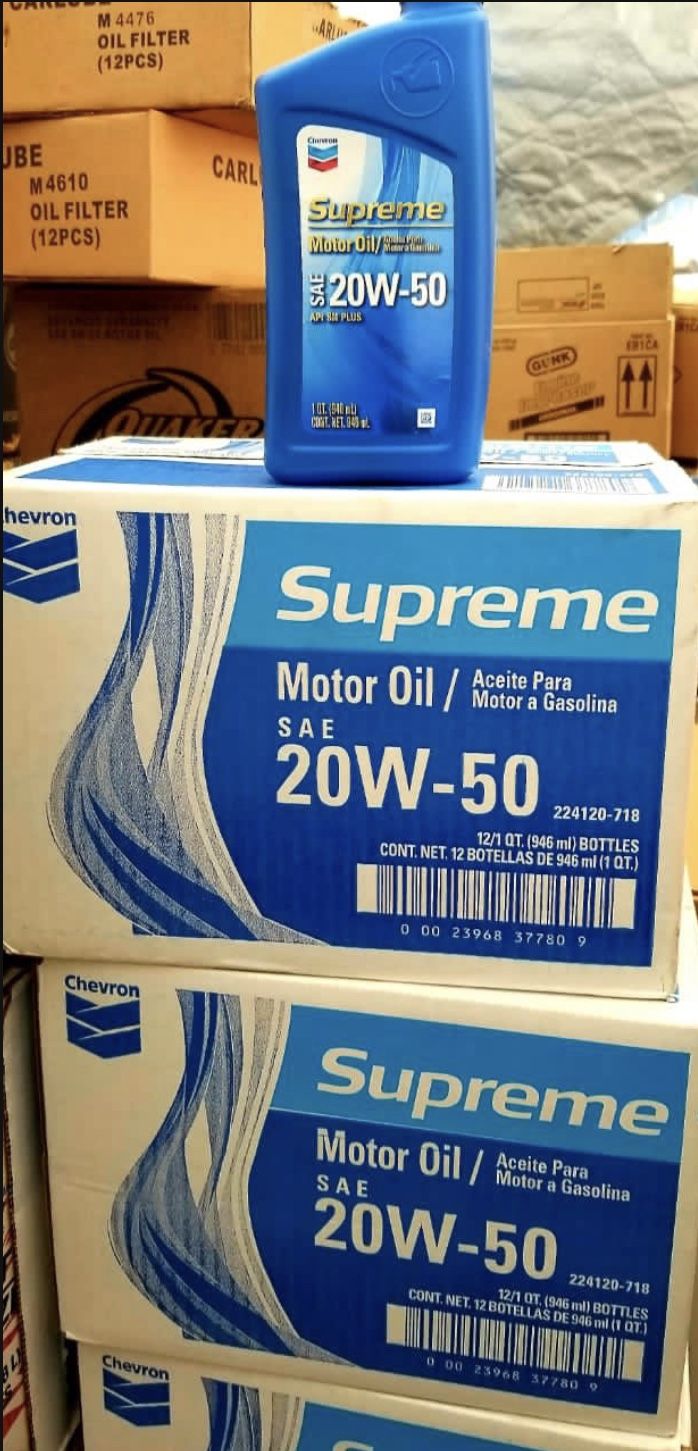 M 4476
OIL FILTER
(12PCS)
UBE
M4610
OIL FILTER
(12PCS)
CARL
QUAKER
GUNK
ER1CA
Chevron
Supreme
Motor Oil/
SAE
20W-50
API SM PLUS
1 QT. (946 mL)
CONT. NET. 946 mL
hevron
Supreme
Motor Oil / Aceite Para
Motor a Gasolina
SAE
20W-50
224120-718
12/1 QT. (946 ml) BOTTLES
CONT. NET. 12 BOTELLAS DE 946 ml (1 QT.)
0 00 23968 37780 9
Chevron
Supreme
Motor Oil / Aceite Para
Motor a Gasolina
SAE
20W-50
224120-718
12/1 QT. (946 ml) BOTTLES
CONT. NET. 12 BOTELLAS DE 946 ml (1 QT.)
0 00 23968 37780 9
Chevron